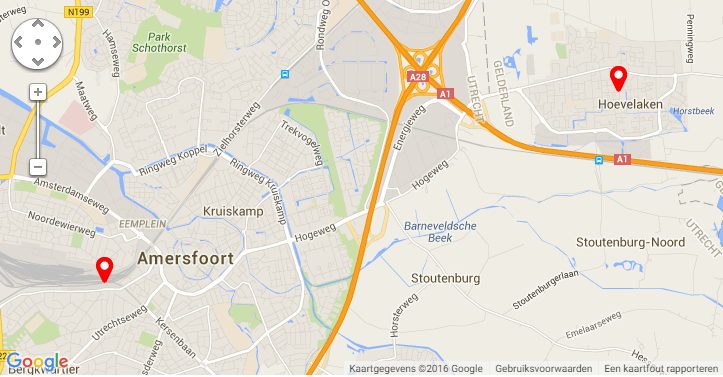 N199
Park
Schothorst
Hamseweg
Maatweg
Rondweg O
Zielhorsterweg
Trekvogelweg
Ringweg Koppel
Ringweg Kruiskamp
A28
A1
UTRECHT
GELDERLAND
Penningweg
Hoevelaken
Horstbeek
A1
Energieweg
Hogeweg
Amsterdamseweg
EEMPLEIN
Kruiskamp
Noordewierweg
Hogeweg
Barneveldsche
Beek
Amersfoort
Stoutenburg
Stoutenburg-Noord
UTRECHT
Stoutenburgerlaan
Horsterweg
Emelaarseweg
Utrechtseweg
Kersenbaan
Bergkwartier
Google
Kaartgegevens ©2016 Google
Gebruiksvoorwaarden
Een kaartfout rapporteren